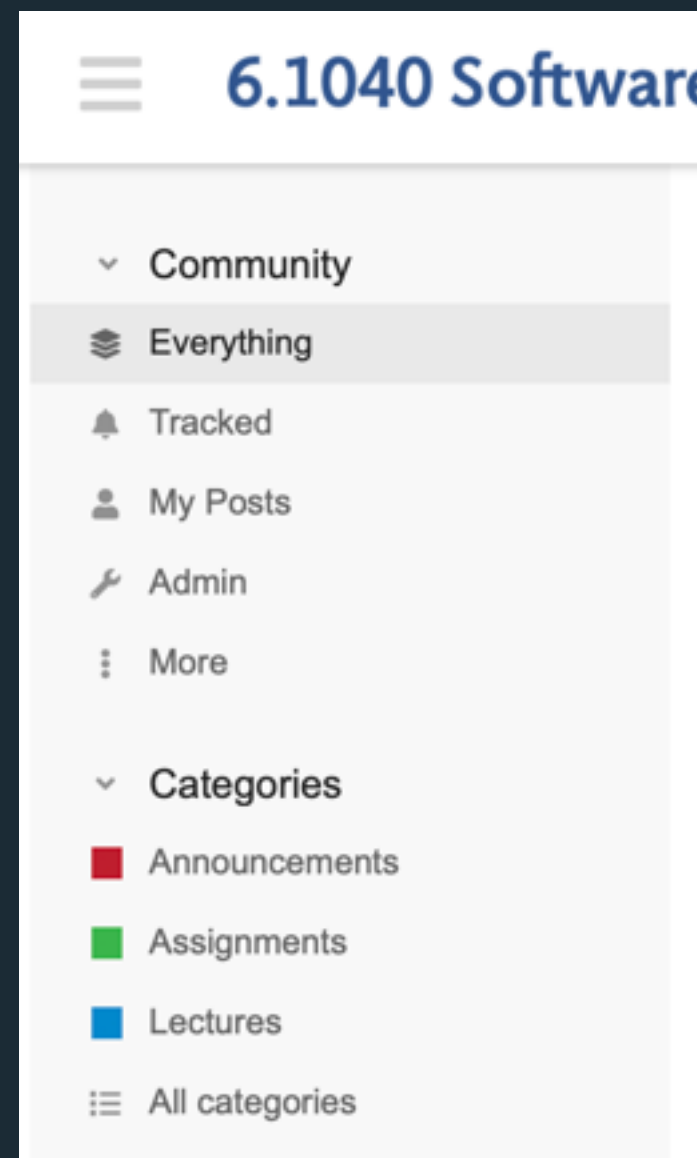 6.1040 Software
Community
Everything
Tracked
My Posts
Admin
More
Categories
Announcements
Assignments
Lectures
All categories